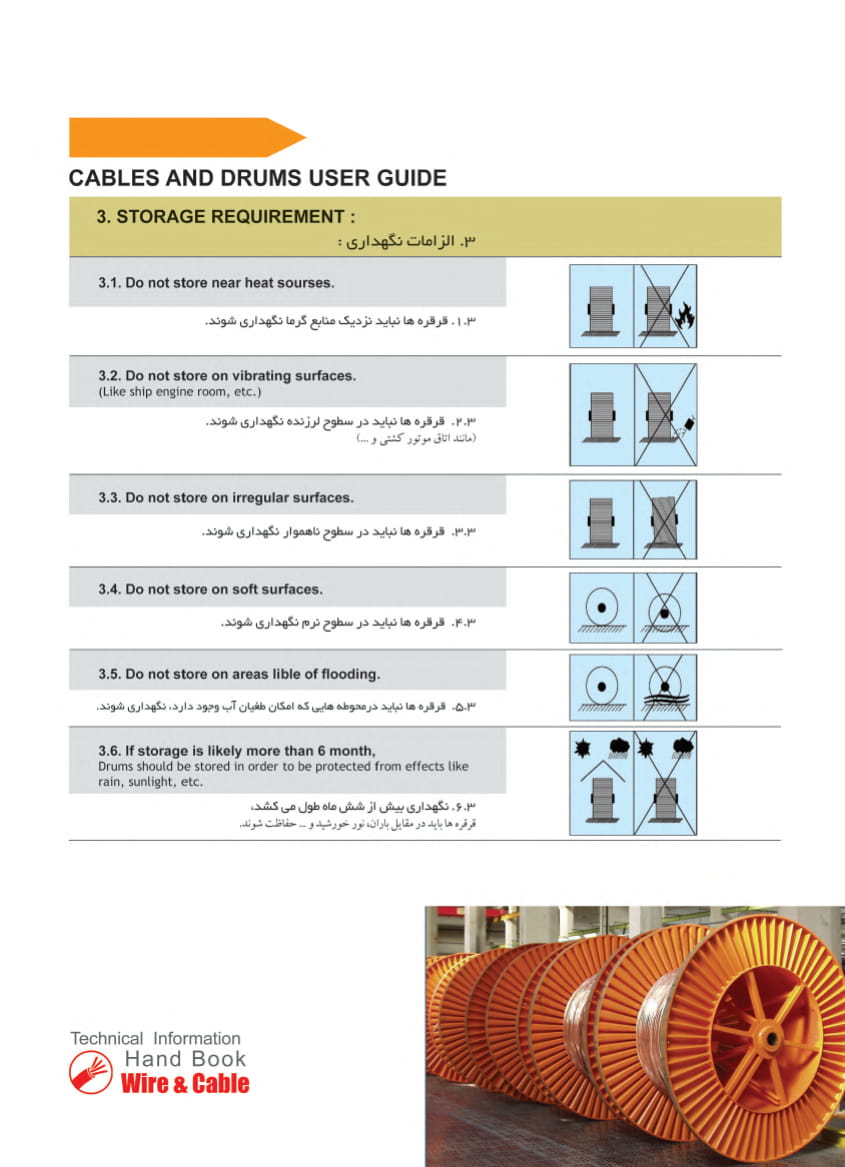 CABLES AND DRUMS USER GUIDE
3. STORAGE REQUIREMENT :
۳. الزامات نگهداری :
3.1. Do not store near heat sourses.
۱.۳. قرقره ها نباید نزدیک منابع گرما نگهداری شوند.
3.2. Do not store on vibrating surfaces.
(Like ship engine room, etc.)
۲.۳. قرقره ها نباید در سطوح لرزنده نگهداری شوند.
(مانند اتاق موتور کشتی و ...)
3.3. Do not store on irregular surfaces.
۳.۳. قرقره ها نباید در سطوح ناهموار نگهداری شوند.
3.4. Do not store on soft surfaces.
۴.۳. قرقره ها نباید در سطوح نرم نگهداری شوند.
3.5. Do not store on areas lible of flooding.
۵.۳. قرقره ها نباید درمحوطه هایی که امکان طغیان آب وجود دارد، نگهداری شوند.
3.6. If storage is likely more than 6 month,
Drums should be stored in order to be protected from effects like
rain, sunlight, etc.
۶.۳. نگهداری بیش از شش ماه طول می کشد،
قرقره ها باید در مقابل باران، نور خورشید و ... حفاظت شوند.
Technical Information
Hand Book
Wire & Cable